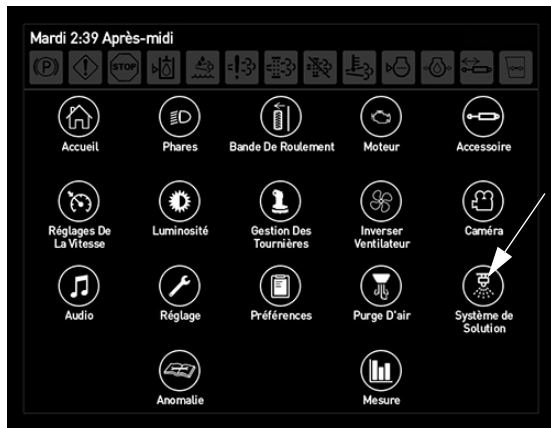 Mardi 2:39 Après-midi
(P) STOP
Accueil Phares Bande De Roulement Moteur Accessoire
Réglages De
La Vitesse
Luminosité
Gestion Des
Tournières
Inverser
Ventilateur
Caméra
Audio Réglage Préférences Purge D'air
Système de
Solution
Anomalie Mesure